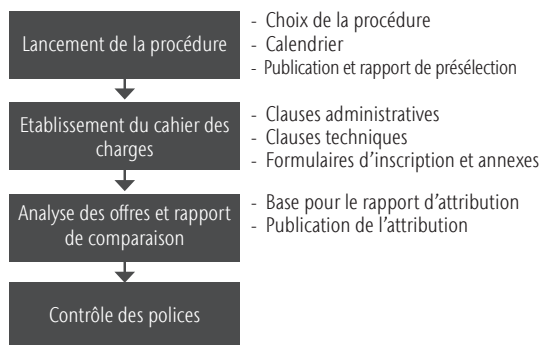 Lancement de la procédure
- Choix de la procédure
- Calendrier
- Publication et rapport de présélection
Etablissement du cahier des
charges
- Clauses administratives
- Clauses techniques
- Formulaires d'inscription et annexes
Analyse des offres et rapport
de comparaison
- Base pour le rapport d'attribution
- Publication de l'attribution
Contrôle des polices